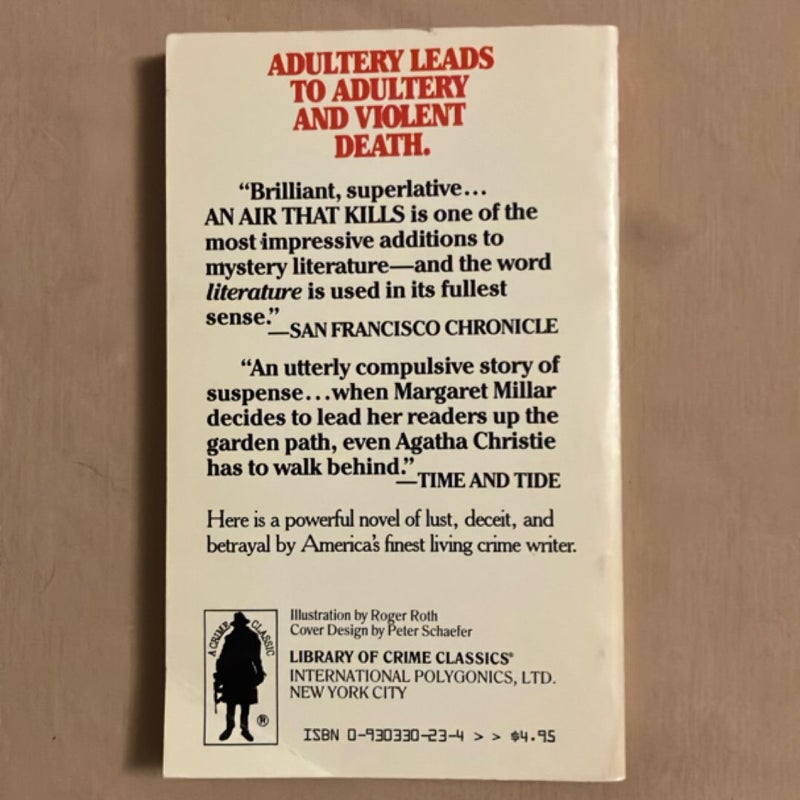 ADULTERY LEADS
TO ADULTERY
AND VIOLENT
DEATH.
“Brilliant, superlative...
AN AIR THAT KILLS is one of the
most impressive additions to
mystery literature—and the word
literature is used in its fullest
sense.”
—SAN FRANCISCO CHRONICLE
“An utterly compulsive story of
suspense...when Margaret Millar
decides to lead her readers up the
garden path, even Agatha Christie
has to walk behind.”
—TIME AND TIDE
Here is a powerful novel of lust, deceit, and
betrayal by America's finest living crime writer.
A CRIME CLASSIC
®
Illustration by Roger Roth
Cover Design by Peter Schaefer
LIBRARY OF CRIME CLASSICS®
INTERNATIONAL POLYGONICS, LTD.
NEW YORK CITY
ISBN 0-930330-23-4 > > $4.95